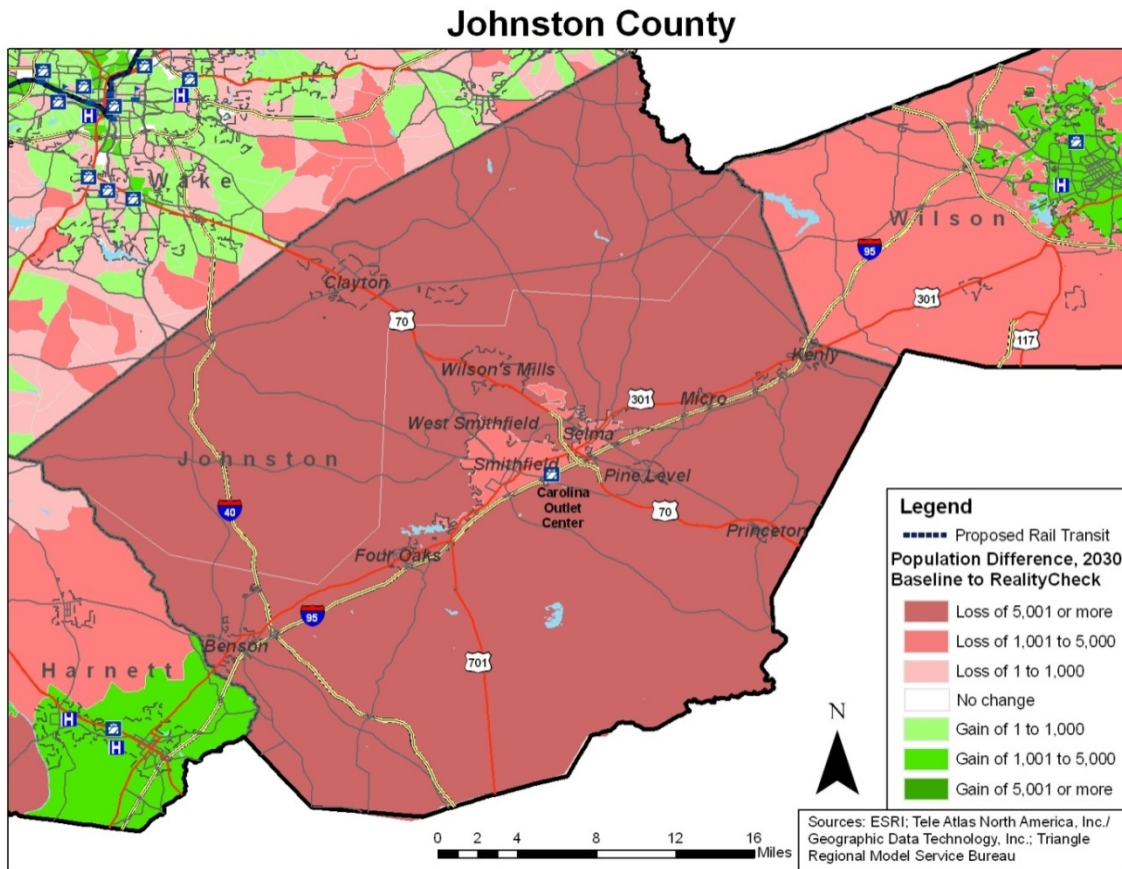 Johnston County
Wake
Wilson
95
301
117
Clayton
70
Kenly
Wilson's Mills
301
Micro
West Smithfield
Selma
Johnston
Smithfield
Pine Level
Carolina
Outlet
Center
40
70
Princeton
Four Oaks
95
Benson
701
Harnett
H
H
H
H
H
N
Legend
Proposed Rail Transit
Population Difference, 2030
Baseline to RealityCheck
Loss of 5,001 or more
Loss of 1,001 to 5,000
Loss of 1 to 1,000
No change
Gain of 1 to 1,000
Gain of 1,001 to 5,000
Gain of 5,001 or more
0 4 8 12 16
Miles
Sources: ESRI; Tele Atlas North America, Inc./
Geographic Data Technology, Inc.; Triangle
Regional Model Service Bureau